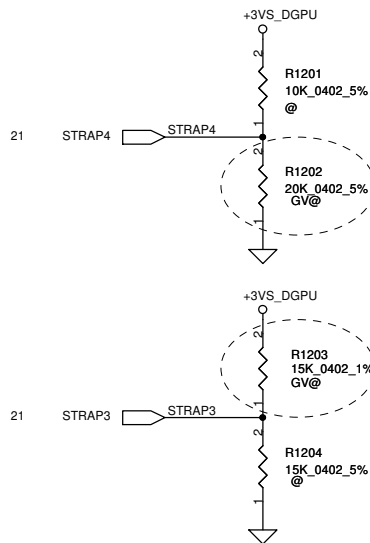 +3VS_DGPU
2
R1201
10K_0402_5%
@
1
21 STRAP4 STRAP4
2
R1202
20K_0402_5%
GV@
1
+3VS_DGPU
2
R1203
15K_0402_1%
GV@
1
21 STRAP3 STRAP3
2
R1204
15K_0402_5%
@
1